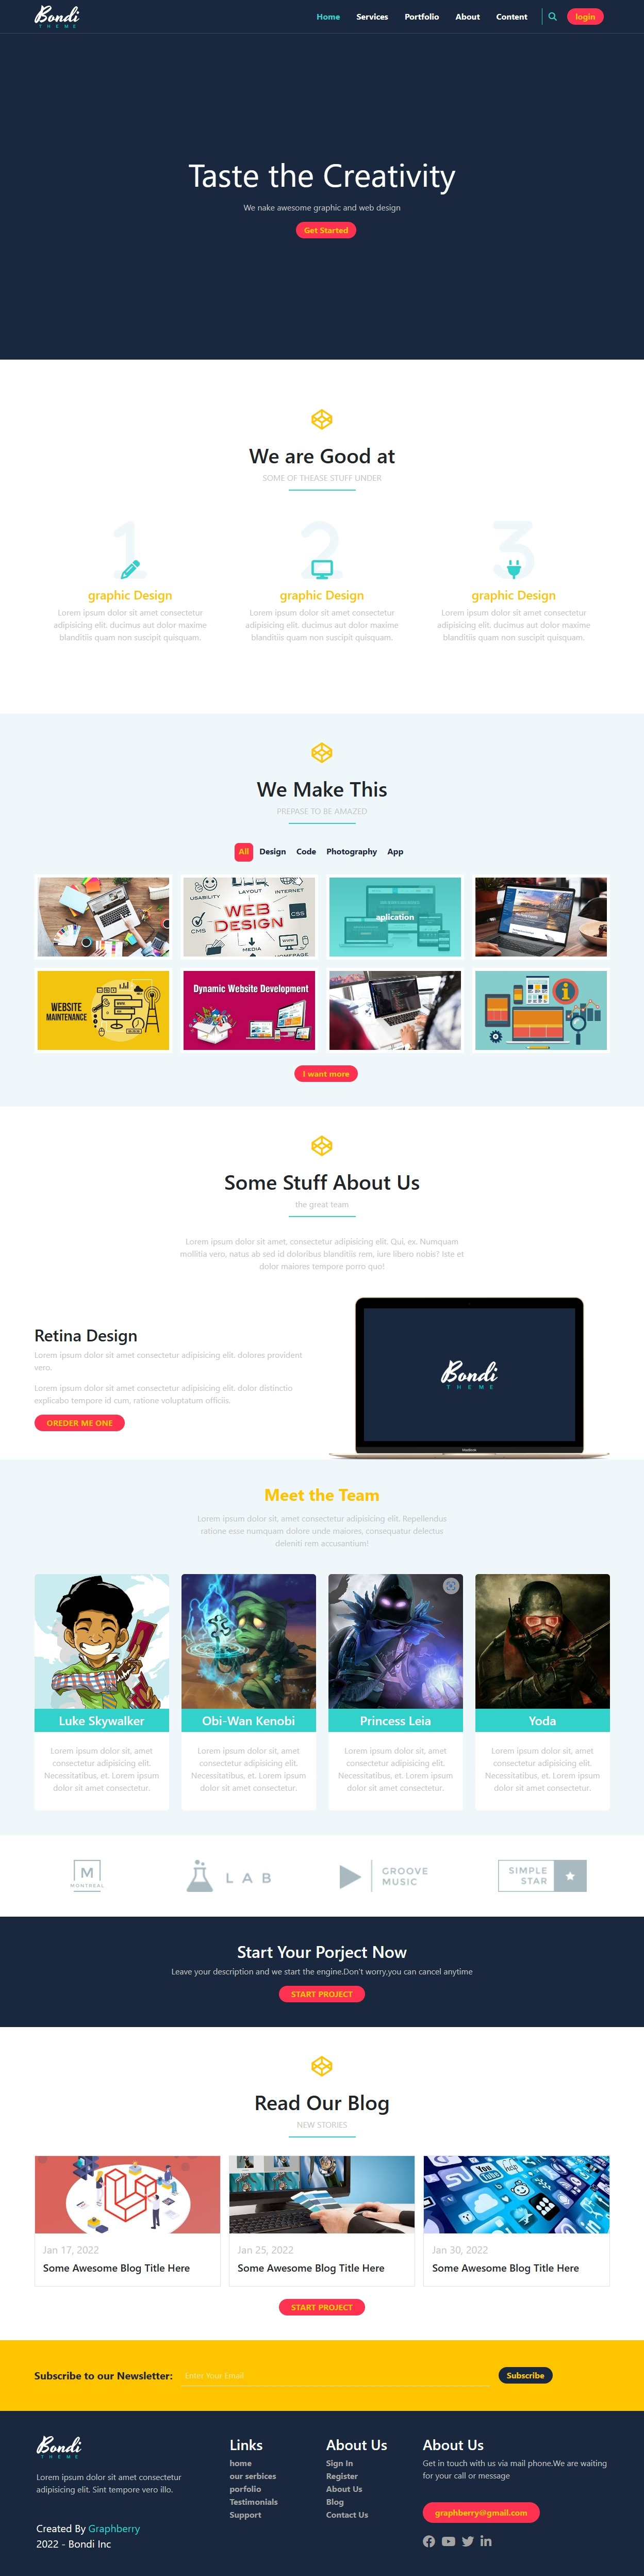 Bondi
THEME
Home Services Portfolio About Content login
Taste the Creativity
We nake awesome graphic and web design
Get Started
We are Good at
SOME OF THEASE STUFF UNDER
1 2 3
graphic Design
Lorem ipsum dolor sit amet consectetur
adipisicing elit. ducimus aut dolor maxime
blanditiis quam non suscipit quisquam.
graphic Design
Lorem ipsum dolor sit amet consectetur
adipisicing elit. ducimus aut dolor maxime
blanditiis quam non suscipit quisquam.
graphic Design
Lorem ipsum dolor sit amet consectetur
adipisicing elit. ducimus aut dolor maxime
blanditiis quam non suscipit quisquam.
We Make This
PREPASE TO BE AMAZED
All Design Code Photography App
USABILITY
LAYOUT
INTERNET
WEB
DESIGN
CSS
CMS
MEDIA
HOMEPAGE
aplication
WEBSITE
MAINTENANCE
Dynamic Website Development
I want more
Some Stuff About Us
the great team
Lorem ipsum dolor sit amet, consectetur adipisicing elit. Qui, ex. Numquam
mollitia vero, natus ab sed id doloribus blanditiis rem, iure libero nobis? Iste et
dolor maiores tempore porro quo!
Retina Design
Lorem ipsum dolor sit amet consectetur adipisicing elit. dolores provident
vero.
Lorem ipsum dolor sit amet consectetur adipisicing elit. dolor distinctio
explicabo tempore id cum, ratione voluptatum officiis.
OREDER ME ONE
Bondi
THEME
MacBook
Meet the Team
Lorem ipsum dolor sit, amet consectetur adipisicing elit. Repellendus
ratione esse numquam dolore unde maiores, consequatur delectus
deleniti rem accusantium!
Luke Skywalker
Lorem ipsum dolor sit, amet
consectetur adipisicing elit.
Necessitatibus, et. Lorem ipsum
dolor sit amet consectetur.
Obi-Wan Kenobi
Lorem ipsum dolor sit, amet
consectetur adipisicing elit.
Necessitatibus, et. Lorem ipsum
dolor sit amet consectetur.
Princess Leia
Lorem ipsum dolor sit, amet
consectetur adipisicing elit.
Necessitatibus, et. Lorem ipsum
dolor sit amet consectetur.
Yoda
Lorem ipsum dolor sit, amet
consectetur adipisicing elit.
Necessitatibus, et. Lorem ipsum
dolor sit amet consectetur.
M
MONTREAL
LAB
GROOVE
MUSIC
SIMPLE
STAR
Start Your Porject Now
Leave your description and we start the engine.Don't worry,you can cancel anytime
START PROJECT
Read Our Blog
NEW STORIES
You
Tube
Jan 17, 2022
Some Awesome Blog Title Here
Jan 25, 2022
Some Awesome Blog Title Here
Jan 30, 2022
Some Awesome Blog Title Here
START PROJECT
Subscribe to our Newsletter: Enter Your Email Subscribe
Bondi
THEME
Lorem ipsum dolor sit amet consectetur
adipisicing elit. Sint tempore vero illo.
Created By Graphberry
2022 - Bondi Inc
Links
home
our serbices
porfolio
Testimonials
Support
About Us
Sign In
Register
About Us
Blog
Contact Us
About Us
Get in touch with us via mail phone.We are waiting
for your call or message
graphberry@gmail.com